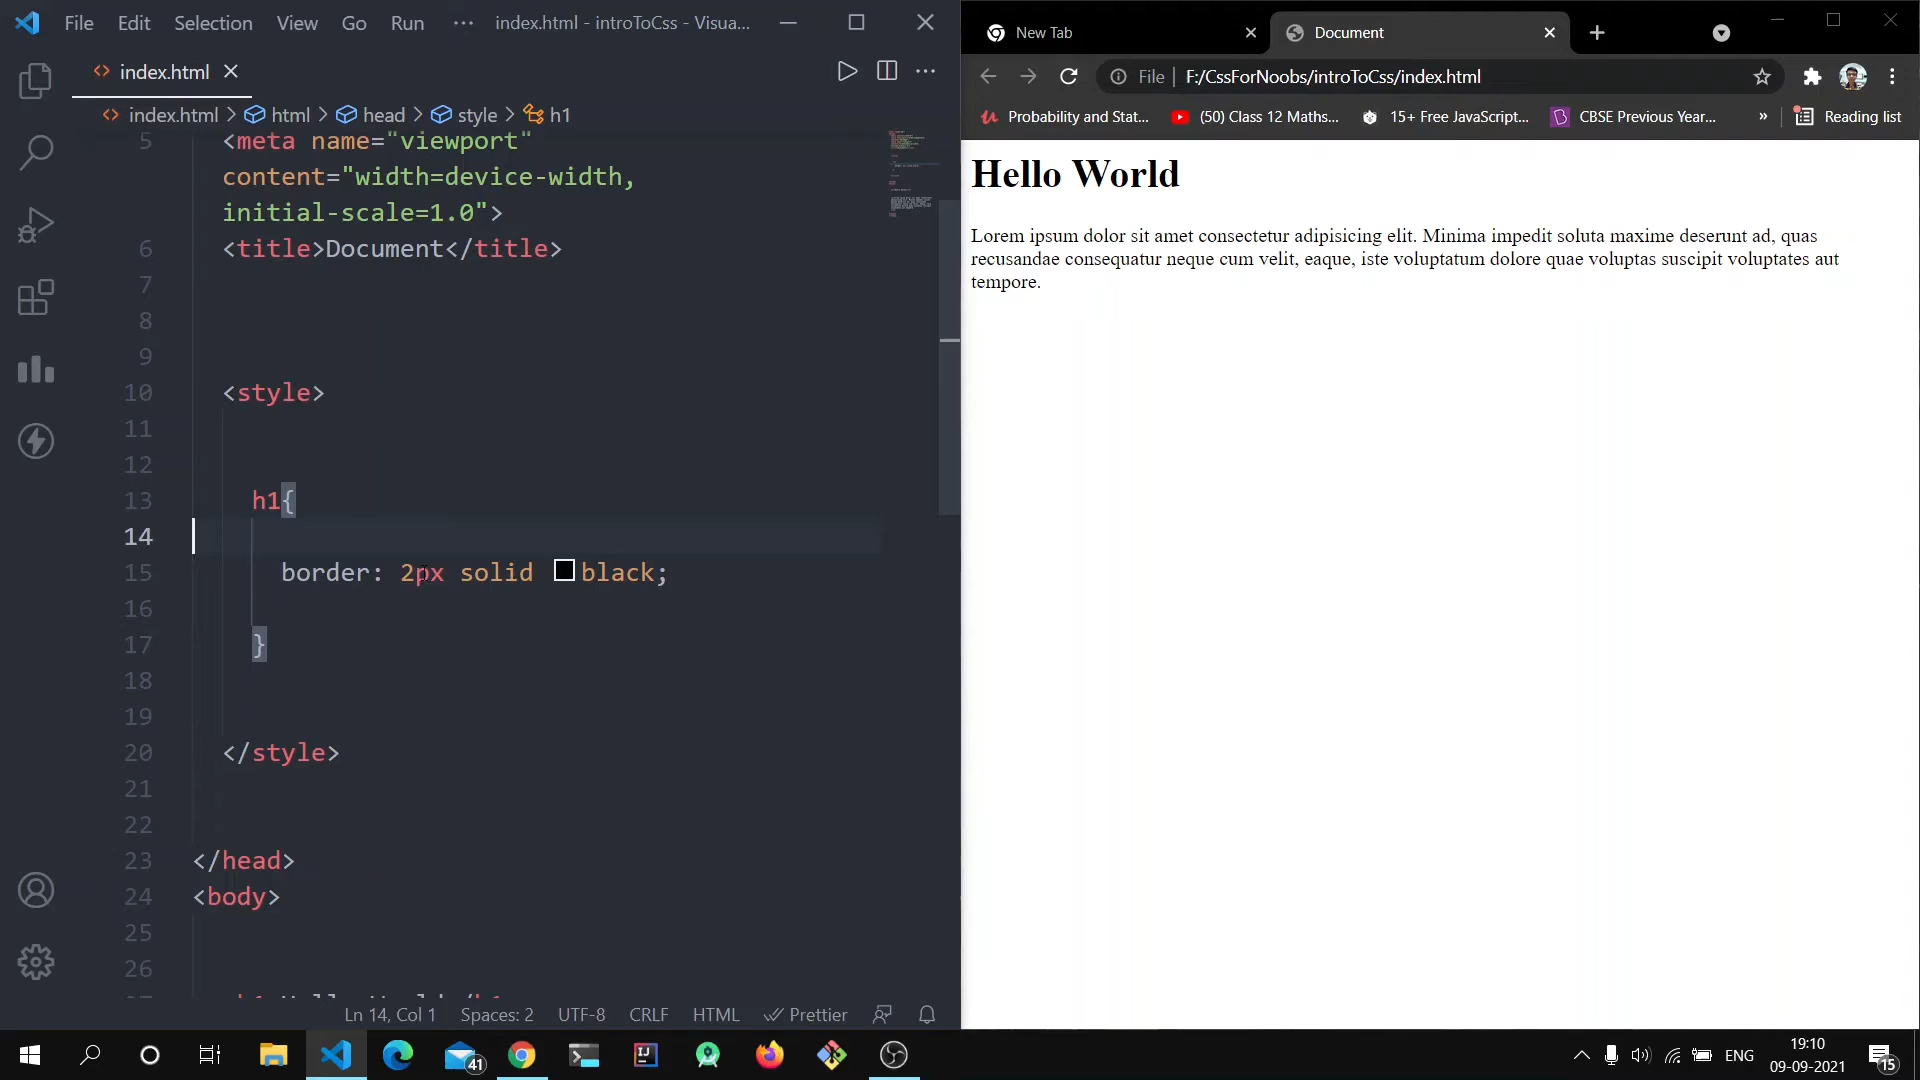 File Edit Selection View Go Run ··· index.html - introToCss - Visua...
index.html
index.html > html > head > style > h1
5 <meta name="viewport"
content="width=device-width,
initial-scale=1.0">
6 <title>Document</title>
7
8
9
10 <style>
11
12
13 h1{
14
15 border: 2px solid black;
16
17 }
18
19
20 </style>
21
22
23 </head>
24 <body>
25
26
Ln 14, Col 1 Spaces: 2 UTF-8 CRLF HTML Prettier
New Tab Document
File F:/CssForNoobs/introToCss/index.html
Probability and Stat... (50) Class 12 Maths... 15+ Free JavaScript... CBSE Previous Year... » Reading list
Hello World
Lorem ipsum dolor sit amet consectetur adipisicing elit. Minima impedit soluta maxime deserunt ad, quas
recusandae consequatur neque cum velit, eaque, iste voluptatum dolore quae voluptas suscipit voluptates aut
tempore.
41
ENG
19:10
09-09-2021
15